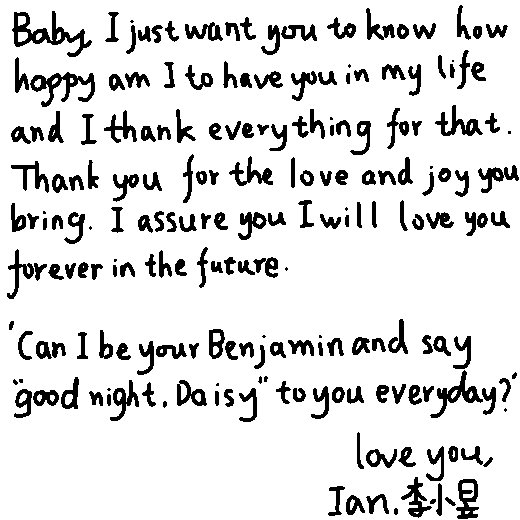 Baby, I just want you to know how
happy am I to have you in my life
and I thank everything for that.
Thank you for the love and joy you
bring. I assure you I will love you
forever in the future.
'Can I be your Benjamin and say
"good night, Daisy" to you everyday?'
love you,
Ian. 李小昱